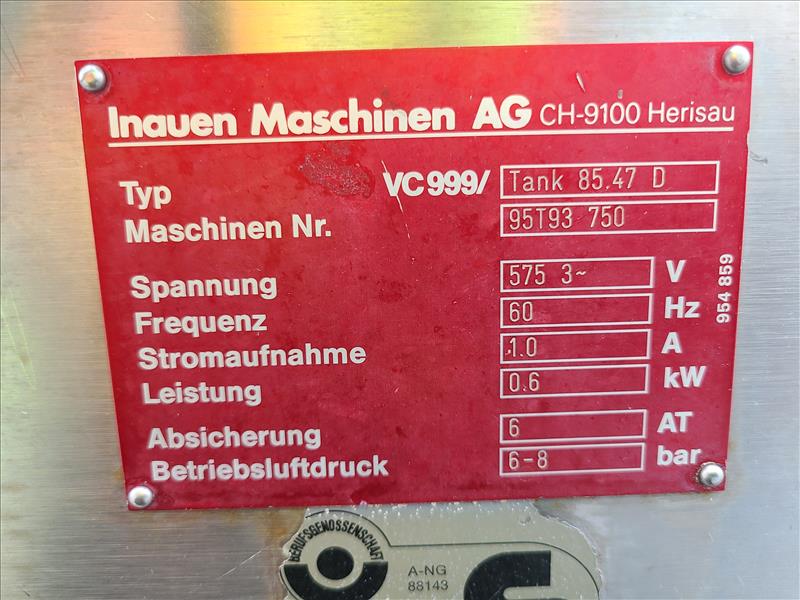 Inauen Maschinen AG CH-9100 Herisau
Typ VC999/ Tank 85.47 D
Maschinen Nr. 95T93 750
Spannung 575 3~ V
Frequenz 60 Hz
Stromaufnahme 1.0 A
Leistung 0.6 kW
Absicherung 6 AT
Betriebsluftdruck 6-8 bar
954 859
BERUFSGENOSSENSCHAFT
A-NG
88143